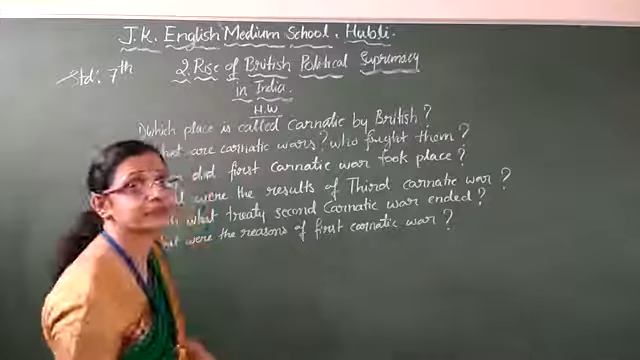 J.K. English Medium School. Hubli.
Std: 7th
2. Rise of British Political Supremacy
in India.
H.W
which place is called Carnatic by British?
hat are carnatic wars? who fought them?
did first carnatic war took place?
were the results of Third carnatic war?
what treaty second Carnatic war ended?
were the reasons of first carnatic war?